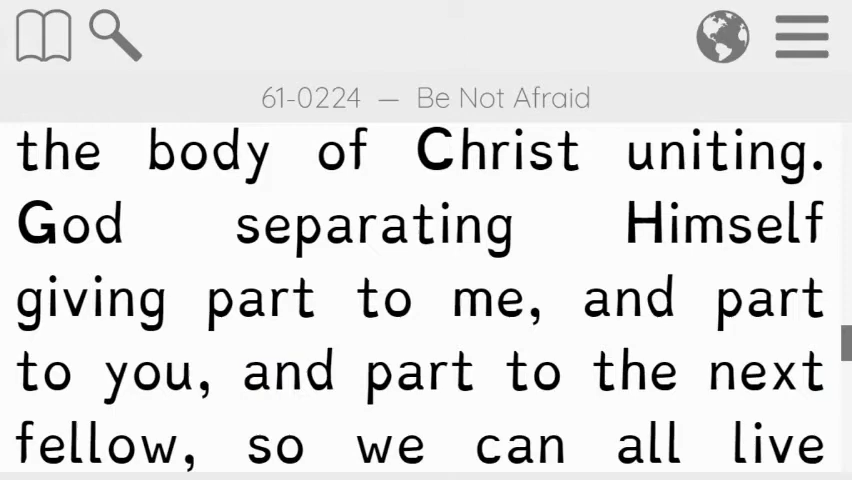 61-0224 — Be Not Afraid
the body of Christ uniting.
God separating Himself
giving part to me, and part
to you, and part to the next
fellow, so we can all live